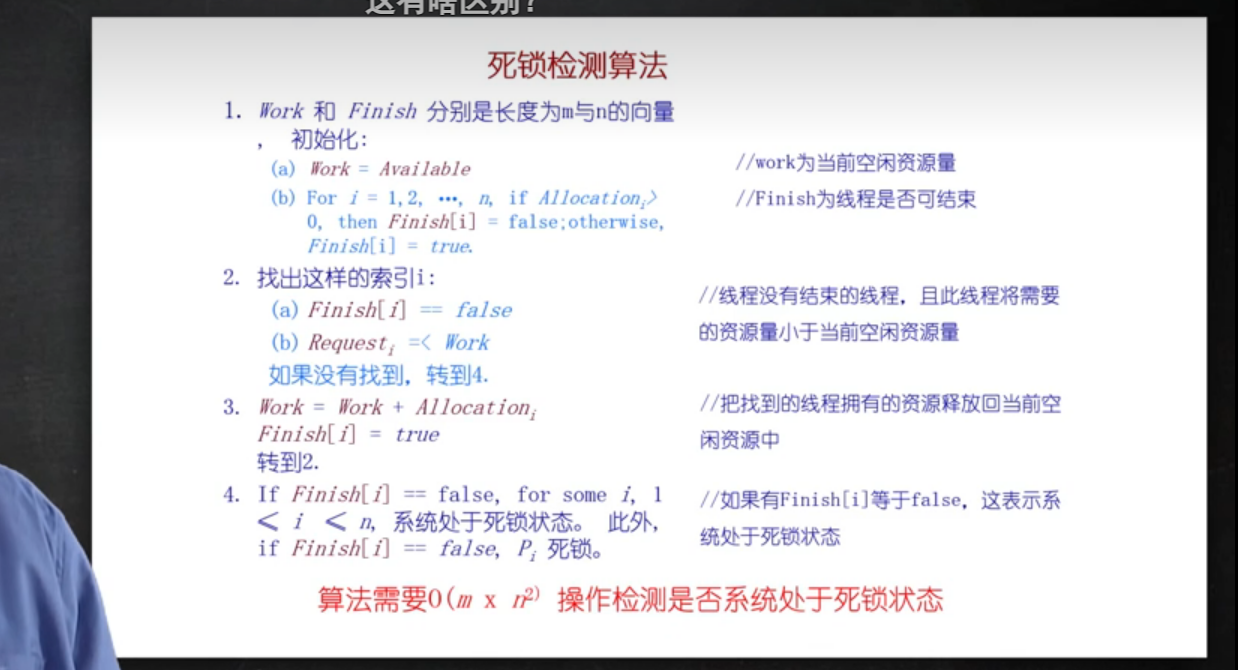 这有啥区别？
死锁检测算法
1. Work 和 Finish 分别是长度为m与n的向量
， 初始化：
(a) Work = Available
(b) For i = 1,2, …, n, if Allocationᵢ>
0, then Finish[i] = false;otherwise,
Finish[i] = true.
//work为当前空闲资源量
//Finish为线程是否可结束
2. 找出这样的索引i：
(a) Finish[i] == false
(b) Requestᵢ =< Work
如果没有找到，转到4.
//线程没有结束的线程，且此线程将需要
的资源量小于当前空闲资源量
3. Work = Work + Allocationᵢ
Finish[i] = true
转到2.
//把找到的线程拥有的资源释放回当前空
闲资源中
4. If Finish[i] == false, for some i, 1
≤ i ≤ n, 系统处于死锁状态。 此外，
if Finish[i] == false, Pᵢ 死锁。
//如果有Finish[i]等于false，这表示系
统处于死锁状态
算法需要O(m x n²⁾ 操作检测是否系统处于死锁状态